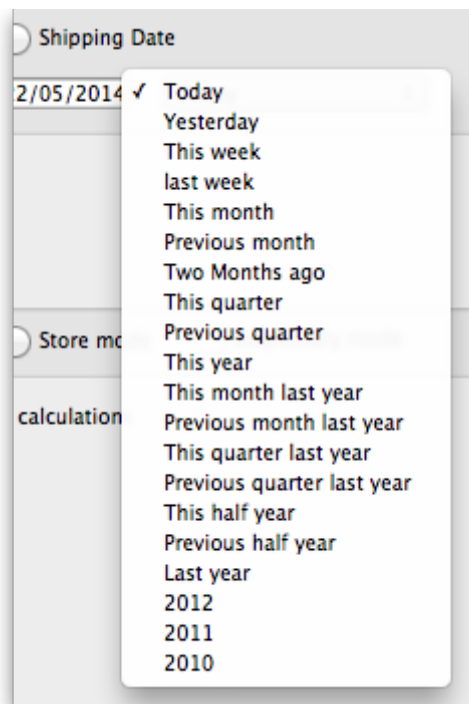 Shipping Date
2/05/2014 ✓ Today
Yesterday
This week
last week
This month
Previous month
Two Months ago
This quarter
Previous quarter
Store mo
This year
This month last year
calculation
Previous month last year
This quarter last year
Previous quarter last year
This half year
Previous half year
Last year
2012
2011
2010